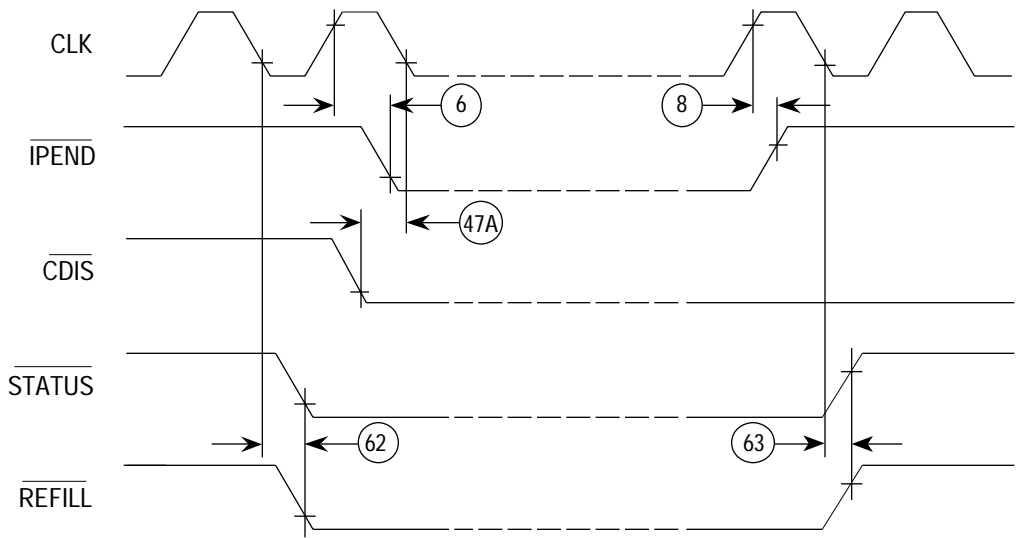 CLK
6
8
IPEND
47A
CDIS
STATUS
62
63
REFILL